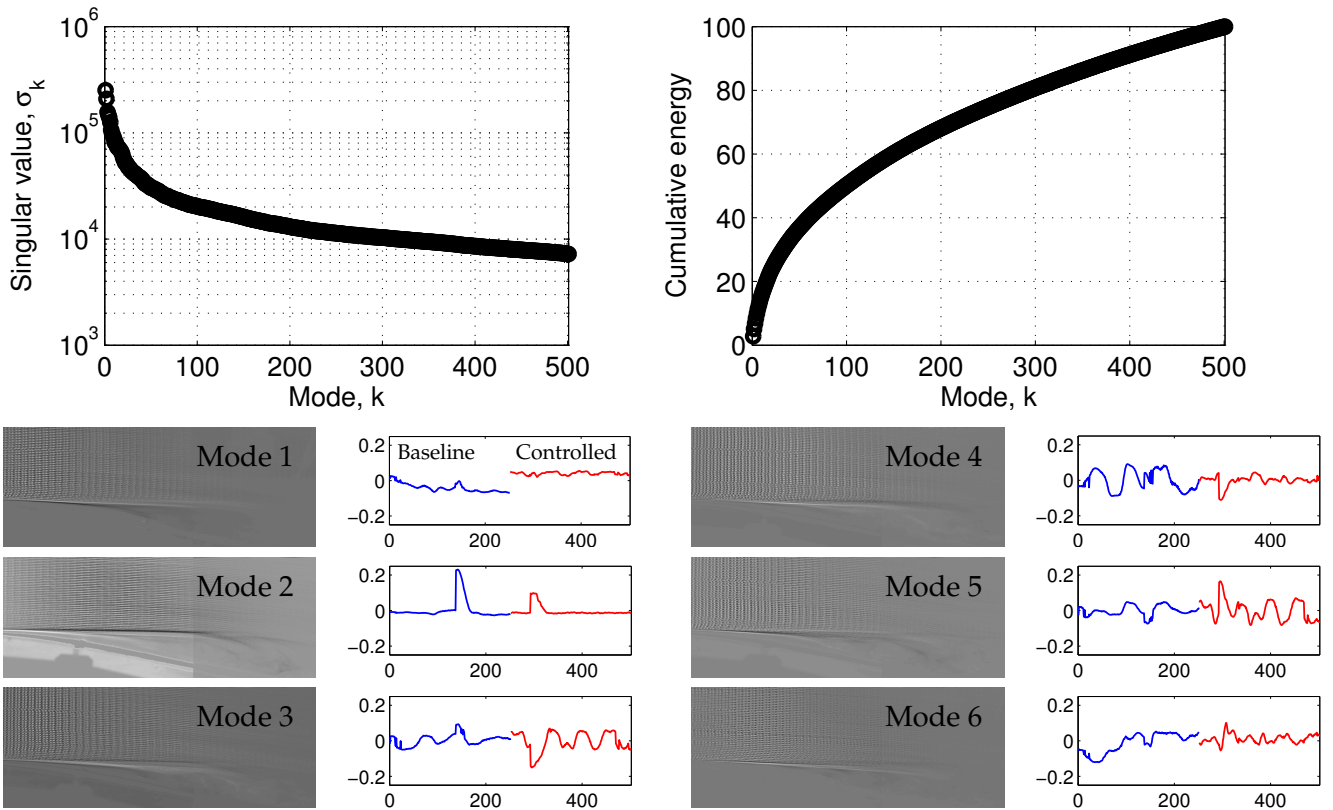 10^6
10^5
10^4
10^3
Singular value, σ_k
0 100 200 300 400 500
Mode, k
100
80
60
40
20
0
Cumulative energy
0 100 200 300 400 500
Mode, k
Mode 1
Baseline Controlled
0.2
0
−0.2
0 200 400
Mode 4
0.2
0
−0.2
0 200 400
Mode 2
0.2
0
−0.2
0 200 400
Mode 5
0.2
0
−0.2
0 200 400
Mode 3
0.2
0
−0.2
0 200 400
Mode 6
0.2
0
−0.2
0 200 400